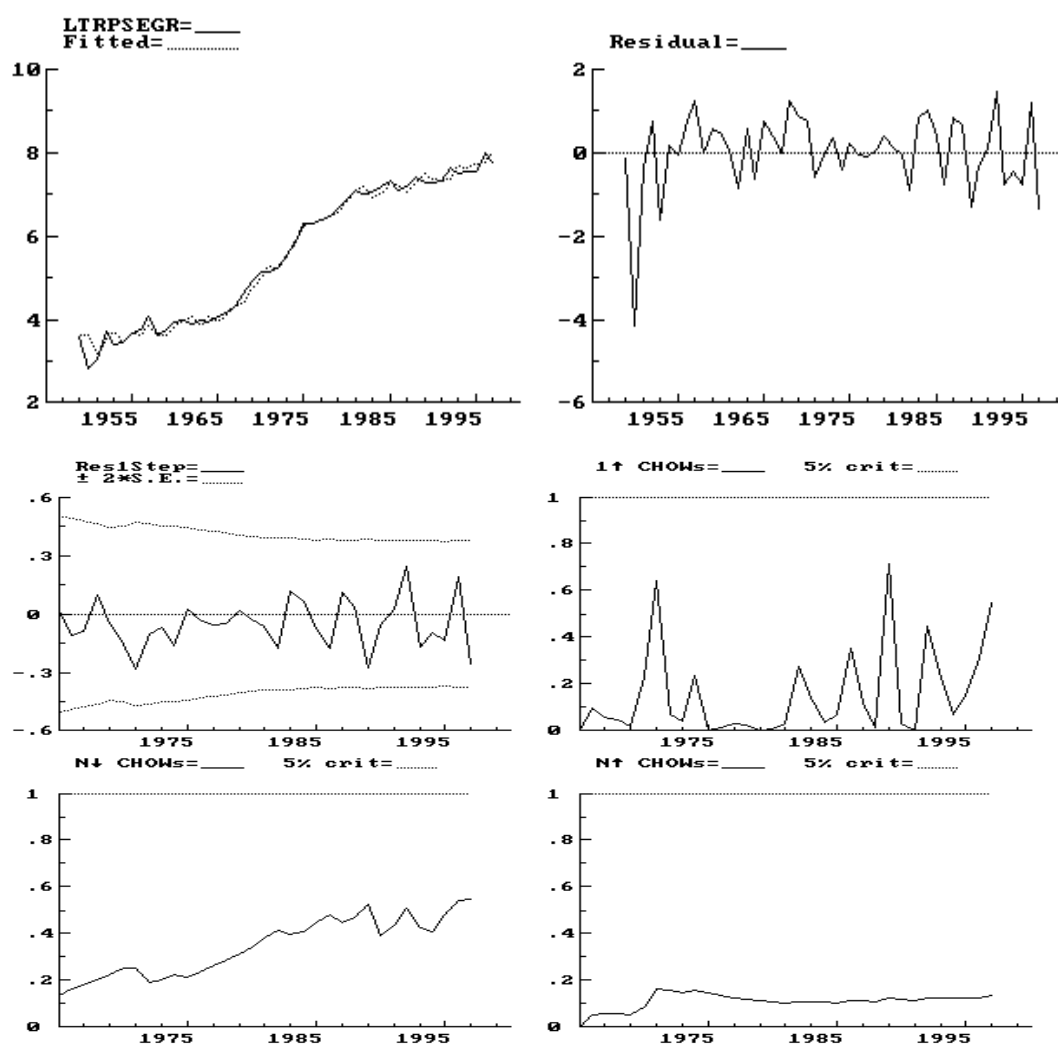 LTRPSEGR=
Fitted=
10
8
6
4
2
1955 1965 1975 1985 1995
Residual=
2
0
-2
-4
-6
1955 1965 1975 1985 1995
Res1Step=
± 2*S.E.=
.6
.3
0
-.3
-.6
1975 1985 1995
1↑ CHOWs= 5% crit=
1
.8
.6
.4
.2
0
1975 1985 1995
N↓ CHOWs= 5% crit=
1
.8
.6
.4
.2
0
1975 1985 1995
N↑ CHOWs= 5% crit=
1
.8
.6
.4
.2
0
1975 1985 1995